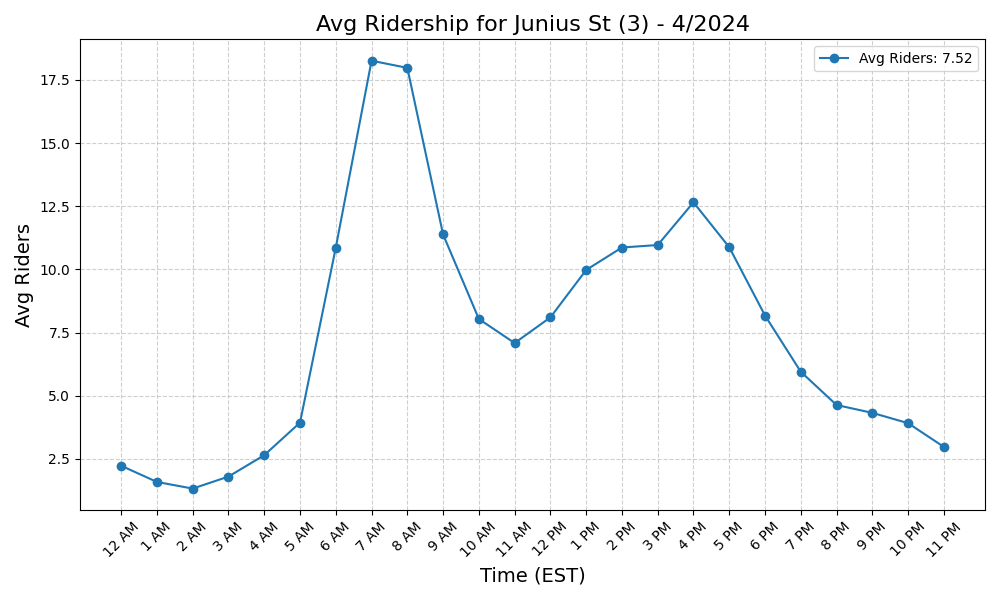 Avg Ridership for Junius St (3) - 4/2024
Avg Riders: 7.52
Avg Riders
17.5
15.0
12.5
10.0
7.5
5.0
2.5
12 AM
1 AM
2 AM
3 AM
4 AM
5 AM
6 AM
7 AM
8 AM
9 AM
10 AM
11 AM
12 PM
1 PM
2 PM
3 PM
4 PM
5 PM
6 PM
7 PM
8 PM
9 PM
10 PM
11 PM
Time (EST)